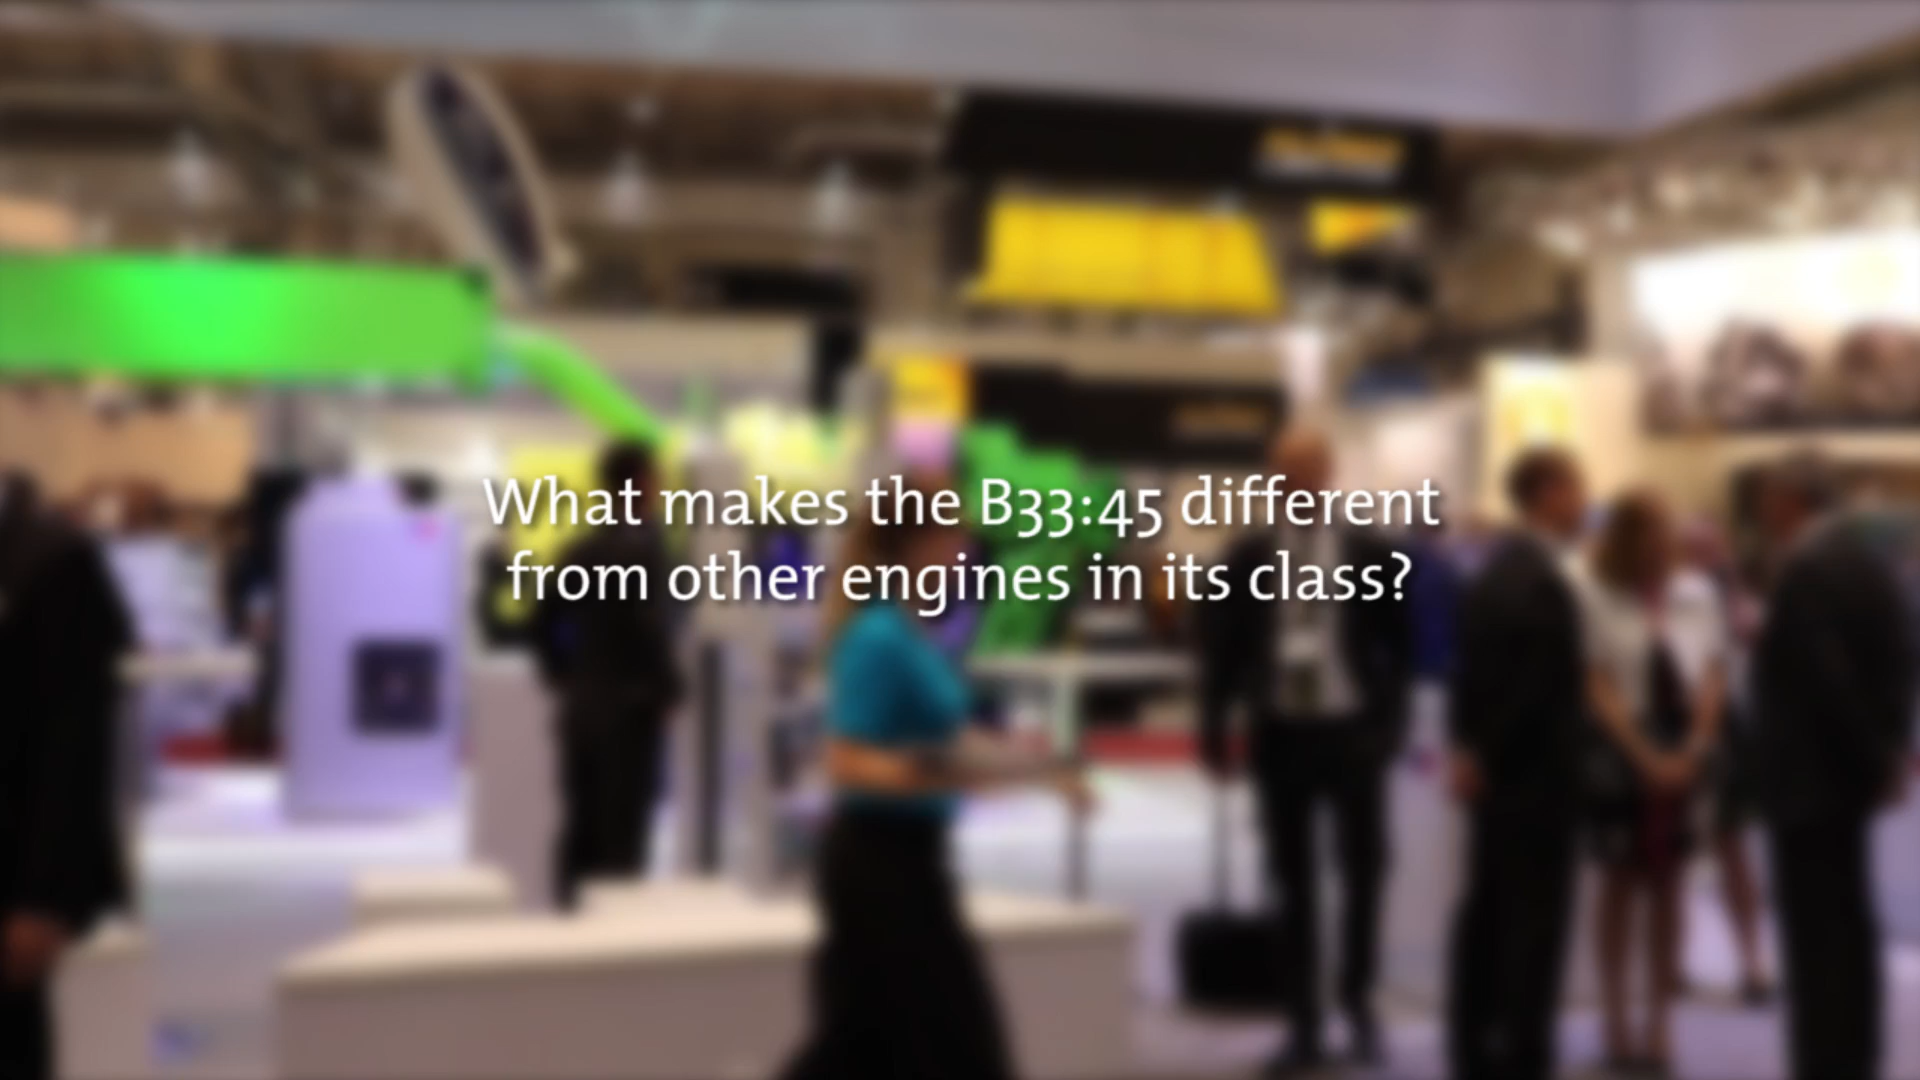 What makes the B33:45 different
from other engines in its class?